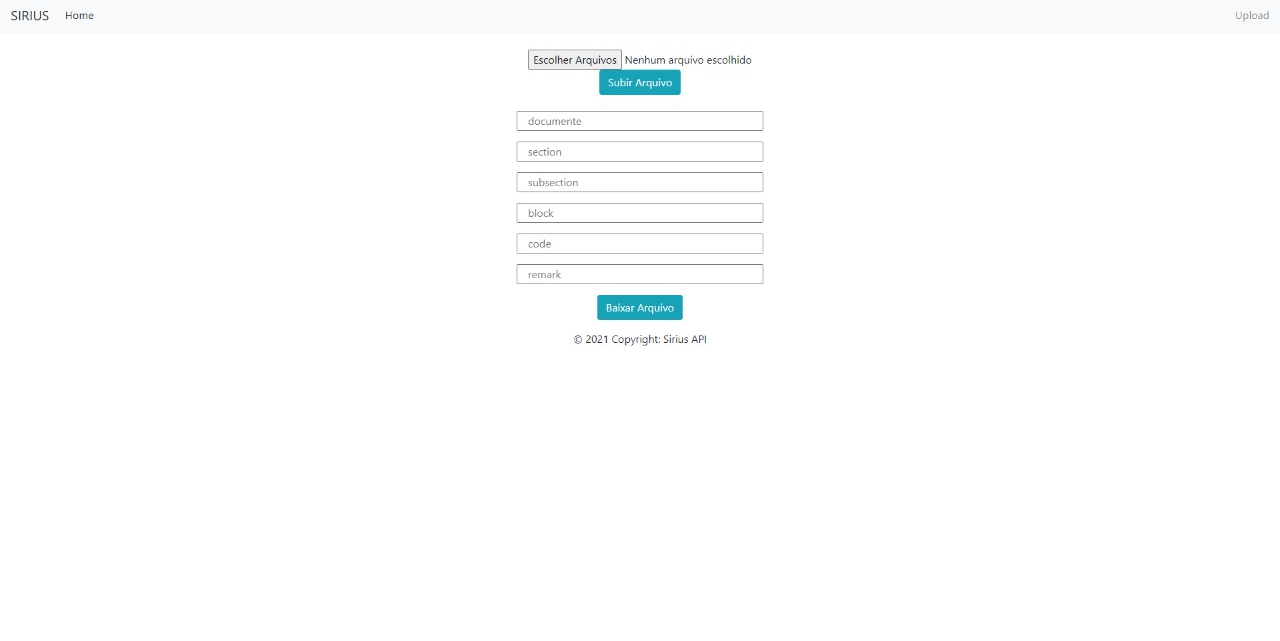 SIRIUS Home Upload
Escolher Arquivos Nenhum arquivo escolhido
Subir Arquivo
documente
section
subsection
block
code
remark
Baixar Arquivo
© 2021 Copyright: Sirius API